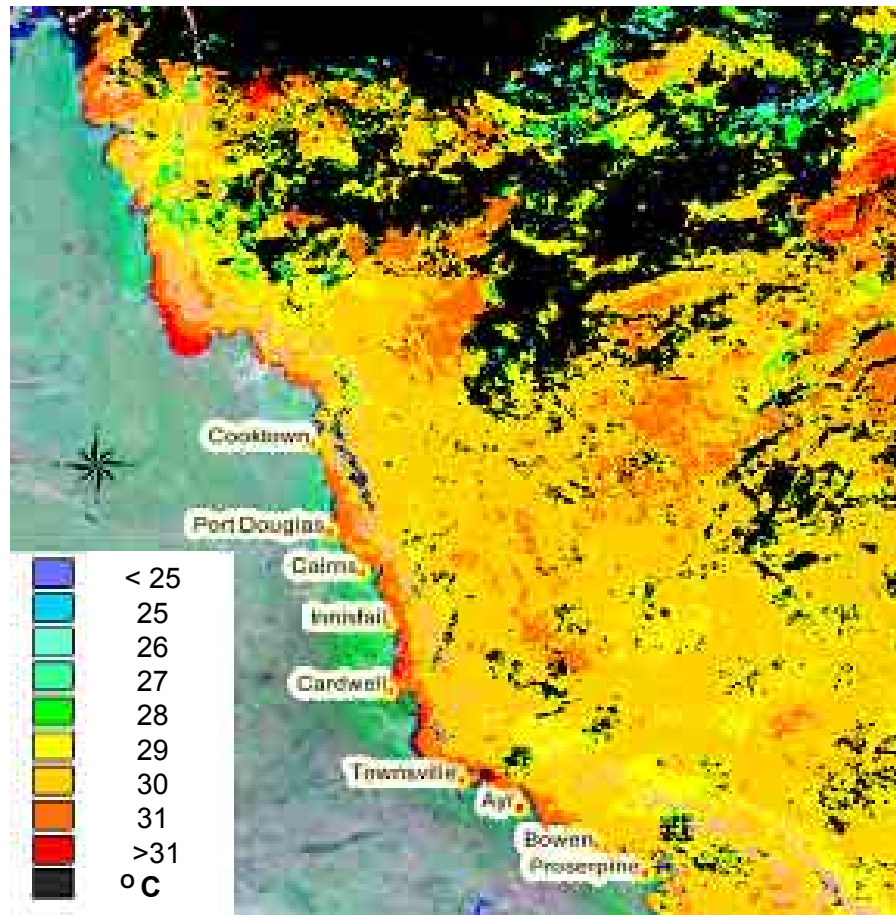 Cooktown
Port Douglas
Cairns
Innisfail
Cardwell
Townsville
Ayr
Bowen
Proserpine
< 25
25
26
27
28
29
30
31
>31
o C